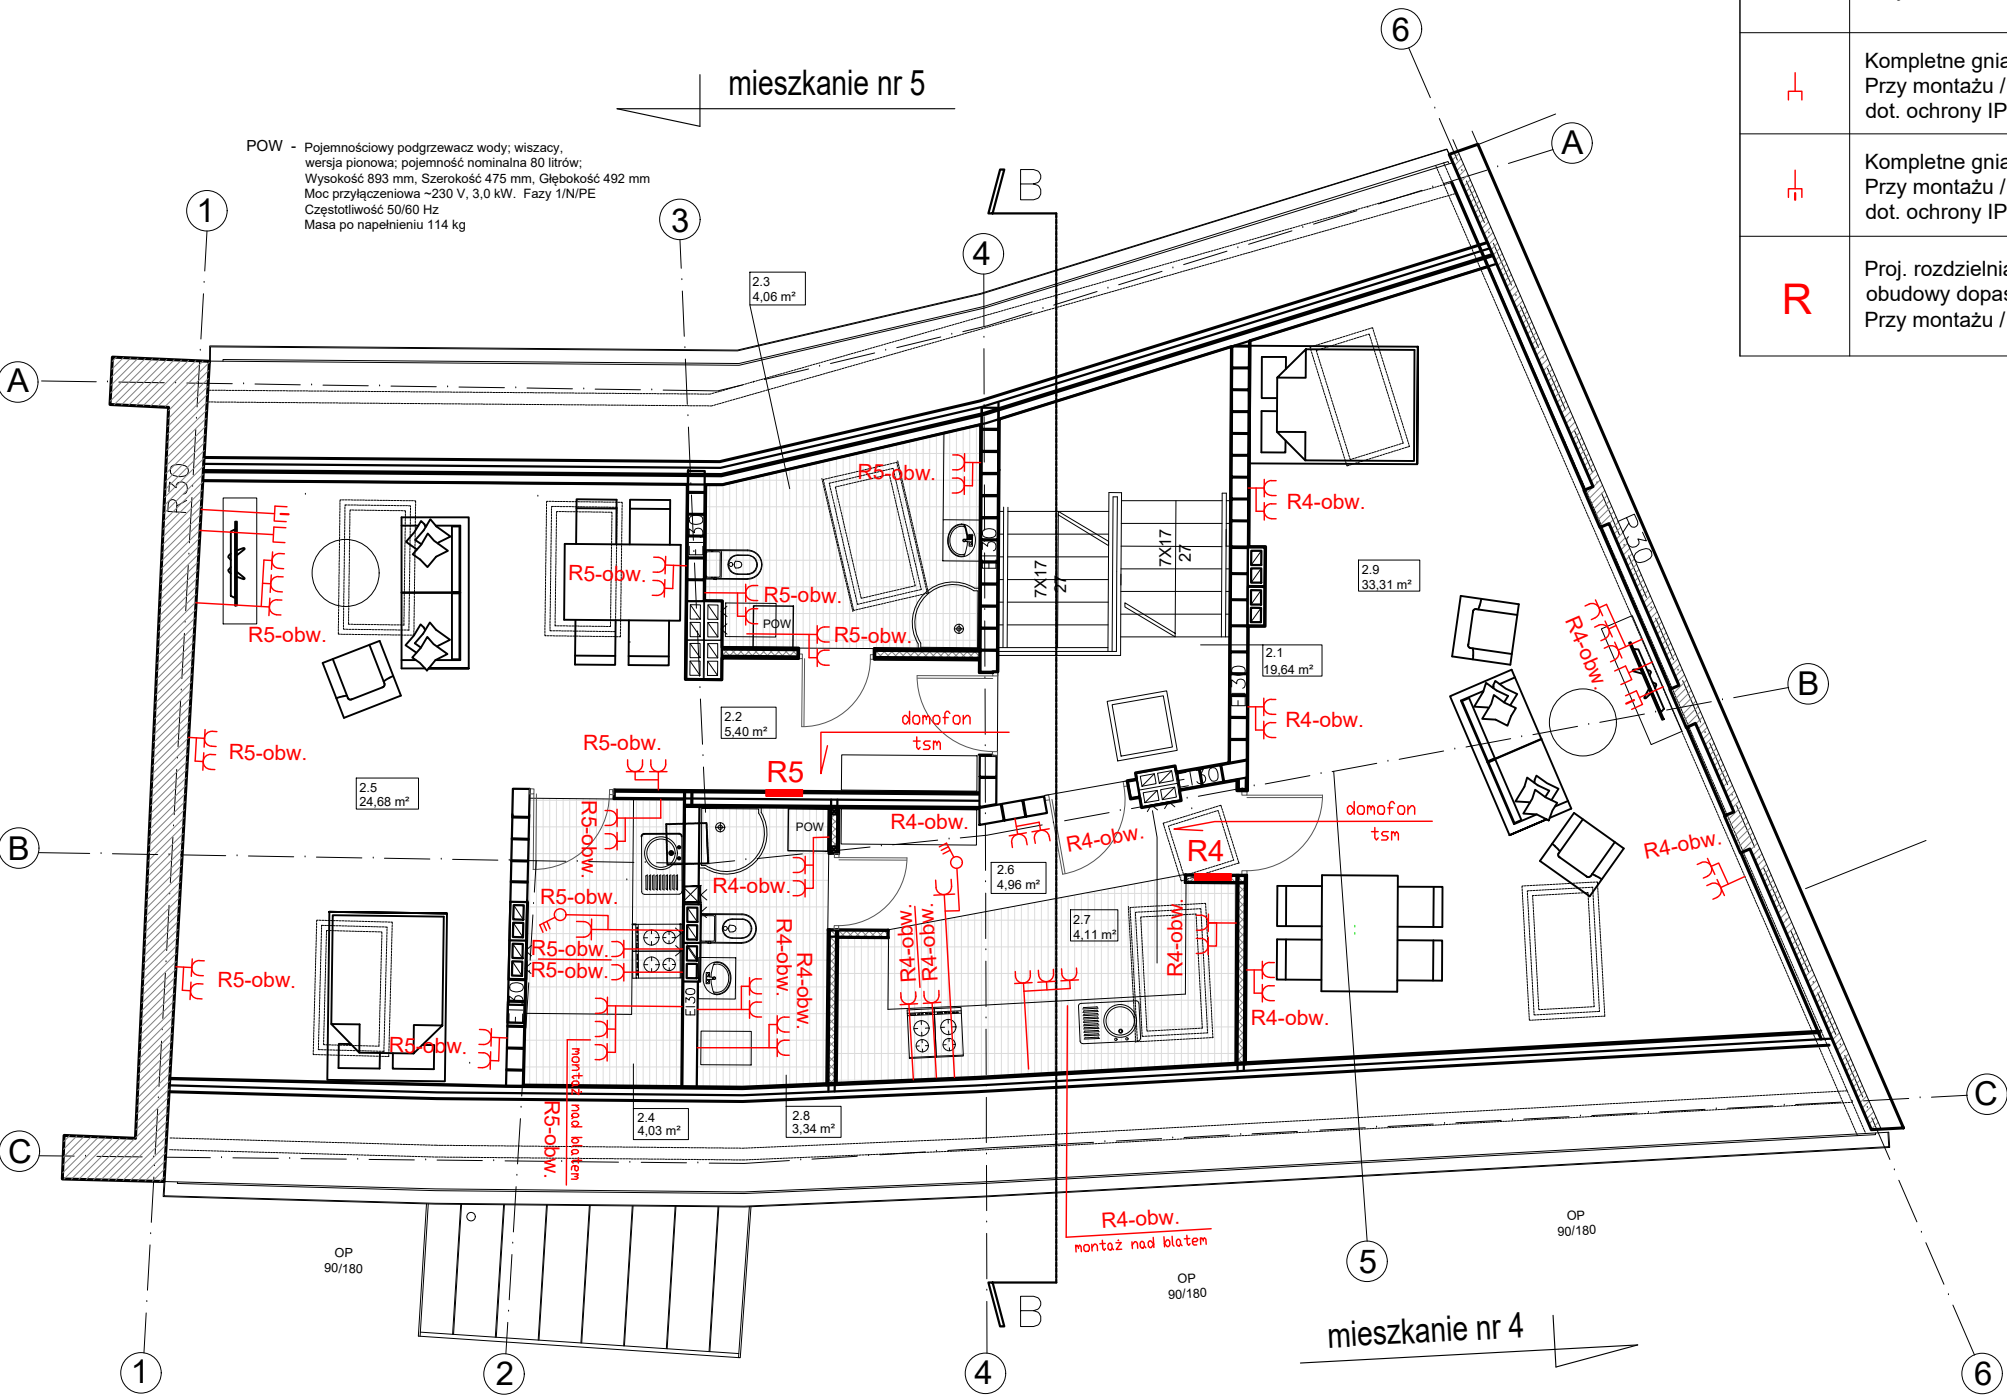 mieszkanie nr 5
POW - Pojemnościowy podgrzewacz wody; wiszacy,
wersja pionowa; pojemność nominalna 80 litrów;
Wysokość 893 mm, Szerokość 475 mm, Głębokość 492 mm
Moc przyłączeniowa ~230 V, 3,0 kW. Fazy 1/N/PE
Częstotliwość 50/60 Hz
Masa po napełnieniu 114 kg
Kompletne gnia
Przy montażu /
dot. ochrony IP
Kompletne gnia
Przy montażu /
dot. ochrony IP
R
Proj. rozdzielnia
obudowy dopas
Przy montażu /
6
A
1
3
4
B
2.3
4,06 m²
A
R30
R5-obw.
R4-obw.
E30
E30
7X17
27
7X17
27
R30
R5-obw.
R5-obw.
POW
R5-obw.
R5-obw.
2.9
33,31 m²
R4-obw.
2.1
19,64 m²
E30
B
2.2
5,40 m²
domofon
tsm
R4-obw.
R5-obw.
R5-obw.
R5
2.5
24,68 m²
E30
R5-obw.
POW
R4-obw.
R4-obw.
domofon
tsm
R4
R4-obw.
B
R4-obw.
2.6
4,96 m²
R5-obw.
R5-obw.
R5-obw.
R4-obw.
R4-obw.
R4-obw.
R4-obw.
2.7
4,11 m²
R4-obw.
R5-obw.
E30
E30
R4-obw.
R5-obw.
montaż nad blatem
R5-obw.
2.4
4,03 m²
2.8
3,34 m²
C
C
R4-obw.
montaż nad blatem
OP
90/180
OP
90/180
OP
90/180
5
B
mieszkanie nr 4
1
2
4
6